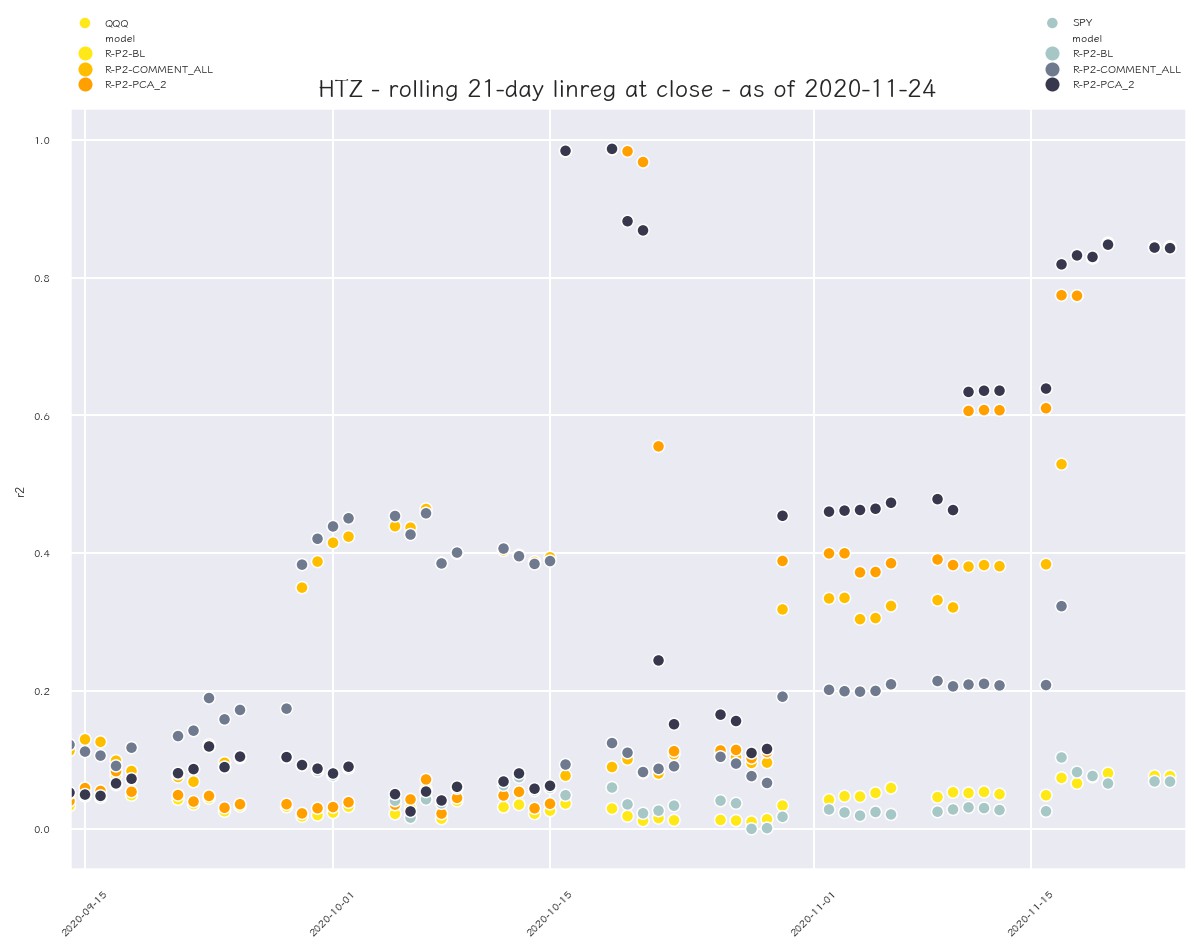 QQQ
model
R-P2-BL
R-P2-COMMENT_ALL
R-P2-PCA_2
SPY
model
R-P2-BL
R-P2-COMMENT_ALL
R-P2-PCA_2
HTZ - rolling 21-day linreg at close - as of 2020-11-24
1.0
0.8
0.6
0.4
0.2
0.0
r2
2020-09-15
2020-10-01
2020-10-15
2020-11-01
2020-11-15